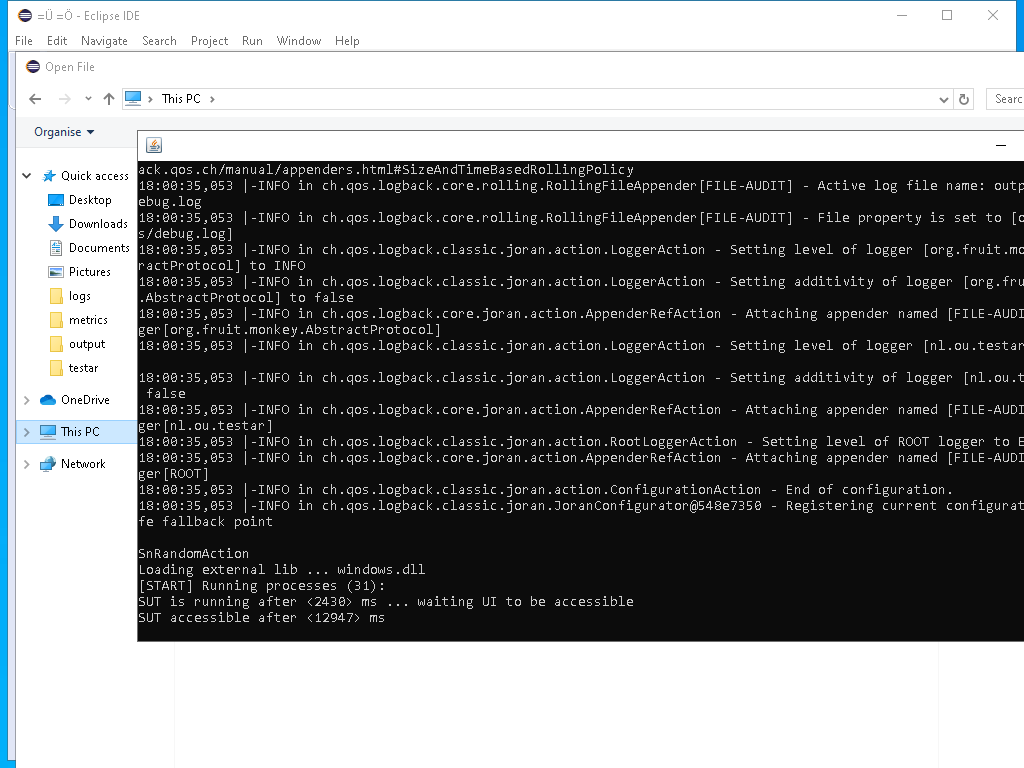 =Ü =Ö - Eclipse IDE
File Edit Navigate Search Project Run Window Help
Open File
This PC
Searc
Organise
Quick access
Desktop
Downloads
Documents
Pictures
logs
metrics
output
testar
OneDrive
This PC
Network
ack.qos.ch/manual/appenders.html#SizeAndTimeBasedRollingPolicy
18:00:35,053 |-INFO in ch.qos.logback.core.rolling.RollingFileAppender[FILE-AUDIT] - Active log file name: outp
ebug.log
18:00:35,053 |-INFO in ch.qos.logback.core.rolling.RollingFileAppender[FILE-AUDIT] - File property is set to [o
s/debug.log]
18:00:35,053 |-INFO in ch.qos.logback.classic.joran.action.LoggerAction - Setting level of logger [org.fruit.mo
ractProtocol] to INFO
18:00:35,053 |-INFO in ch.qos.logback.classic.joran.action.LoggerAction - Setting additivity of logger [org.fru
.AbstractProtocol] to false
18:00:35,053 |-INFO in ch.qos.logback.core.joran.action.AppenderRefAction - Attaching appender named [FILE-AUDI
ger[org.fruit.monkey.AbstractProtocol]
18:00:35,053 |-INFO in ch.qos.logback.classic.joran.action.LoggerAction - Setting level of logger [nl.ou.testar
18:00:35,053 |-INFO in ch.qos.logback.classic.joran.action.LoggerAction - Setting additivity of logger [nl.ou.t
false
18:00:35,053 |-INFO in ch.qos.logback.core.joran.action.AppenderRefAction - Attaching appender named [FILE-AUDI
ger[nl.ou.testar]
18:00:35,053 |-INFO in ch.qos.logback.classic.joran.action.RootLoggerAction - Setting level of ROOT logger to E
18:00:35,053 |-INFO in ch.qos.logback.core.joran.action.AppenderRefAction - Attaching appender named [FILE-AUDI
ger[ROOT]
18:00:35,053 |-INFO in ch.qos.logback.classic.joran.action.ConfigurationAction - End of configuration.
18:00:35,053 |-INFO in ch.qos.logback.classic.joran.JoranConfigurator@548e7350 - Registering current configurat
fe fallback point
SnRandomAction
Loading external lib ... windows.dll
[START] Running processes (31):
SUT is running after <2430> ms ... waiting UI to be accessible
SUT accessible after <12947> ms